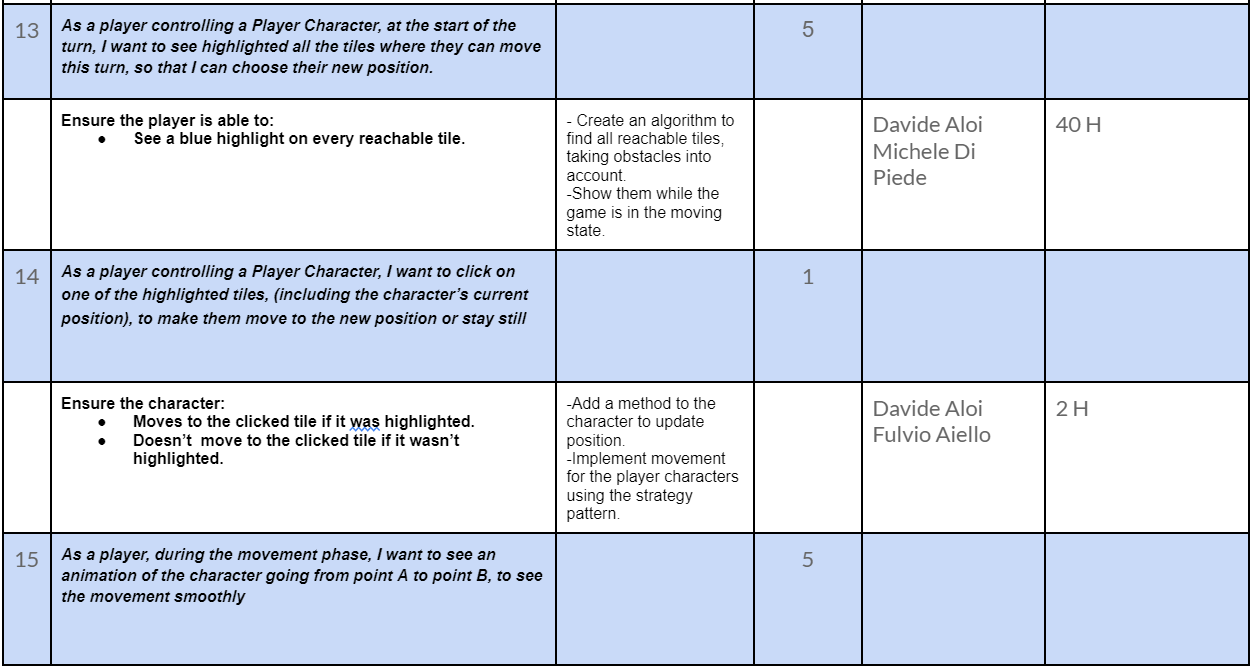 13
As a player controlling a Player Character, at the start of the
turn, I want to see highlighted all the tiles where they can move
this turn, so that I can choose their new position.
5
Ensure the player is able to:
● See a blue highlight on every reachable tile.
- Create an algorithm to
find all reachable tiles,
taking obstacles into
account.
-Show them while the
game is in the moving
state.
Davide Aloi
Michele Di
Piede
40 H
14
As a player controlling a Player Character, I want to click on
one of the highlighted tiles, (including the character’s current
position), to make them move to the new position or stay still
1
Ensure the character:
● Moves to the clicked tile if it was highlighted.
● Doesn’t  move to the clicked tile if it wasn’t
highlighted.
-Add a method to the
character to update
position.
-Implement movement
for the player characters
using the strategy
pattern.
Davide Aloi
Fulvio Aiello
2 H
15
As a player, during the movement phase, I want to see an
animation of the character going from point A to point B, to see
the movement smoothly
5